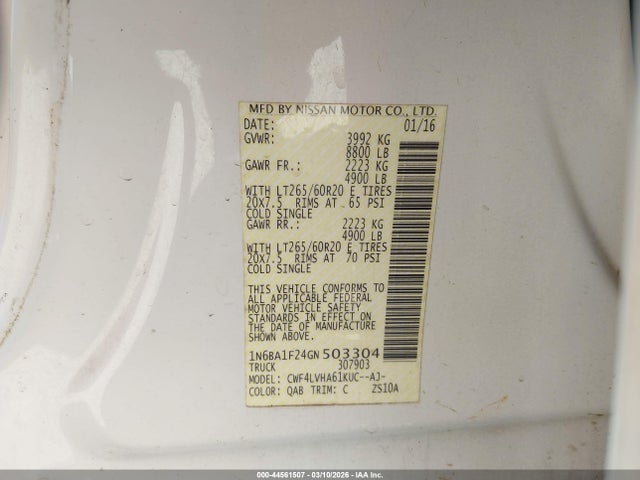 MFD BY NISSAN MOTOR CO., LTD.
DATE: 01/16
GVWR: 3992 KG
8800 LB
GAWR FR.: 2223 KG
4900 LB
WITH LT265/60R20 E TIRES
20X7.5 RIMS AT 65 PSI
COLD SINGLE
GAWR RR.: 2223 KG
4900 LB
WITH LT265/60R20 E TIRES
20X7.5 RIMS AT 70 PSI
COLD SINGLE
THIS VEHICLE CONFORMS TO
ALL APPLICABLE FEDERAL
MOTOR VEHICLE SAFETY
STANDARDS IN EFFECT ON
THE DATE OF MANUFACTURE
SHOWN ABOVE.
1N6BA1F24GN503304
TRUCK 307903
MODEL: CWF4LVHA61KUC--AJ-
COLOR: QAB TRIM: C ZS10A
000-44561507 - 03/10/2026 - IAA Inc.